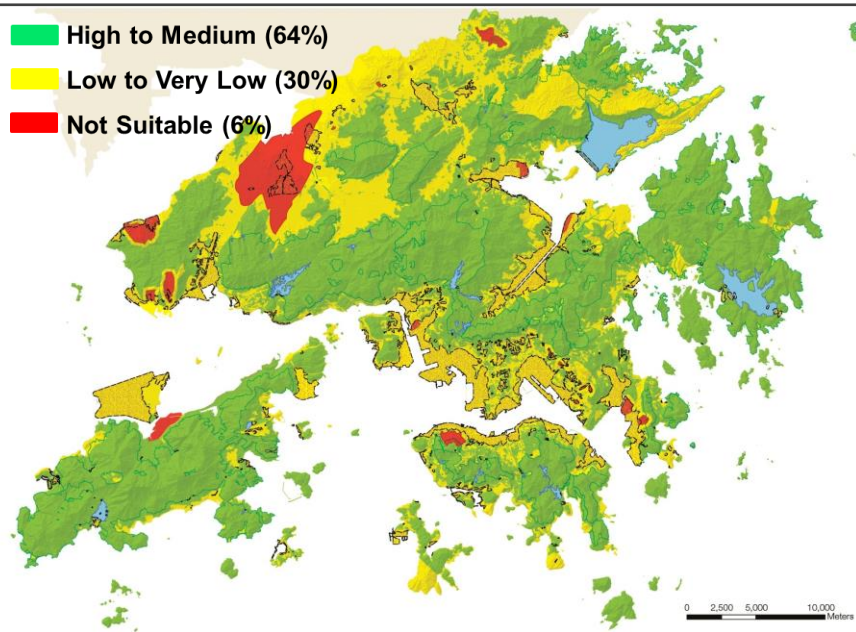 High to Medium (64%)
Low to Very Low (30%)
Not Suitable (6%)
0 2,500 5,000 10,000
Meters